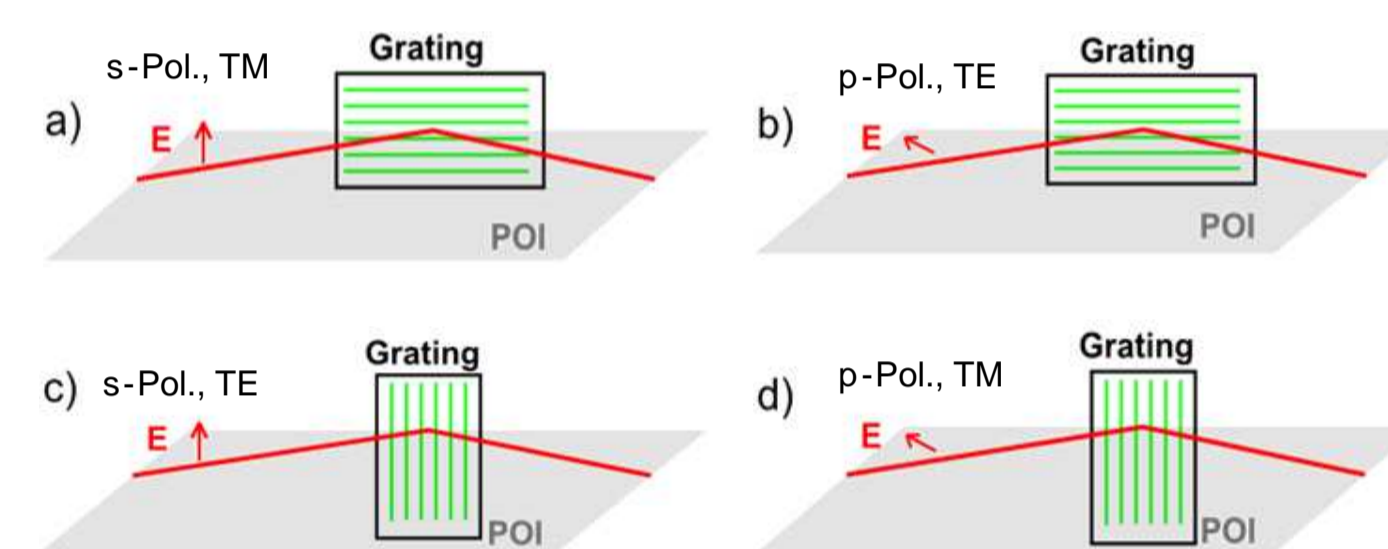 a)
s-Pol., TM
Grating
E
POI
b)
p-Pol., TE
Grating
E
POI
c)
s-Pol., TE
Grating
E
POI
d)
p-Pol., TM
Grating
E
POI